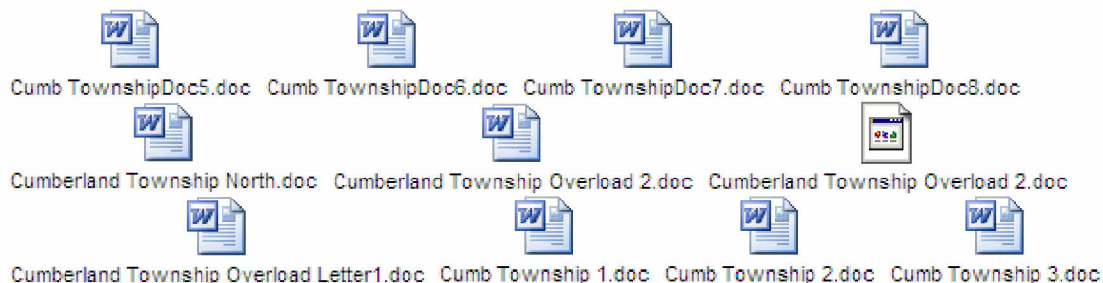 Cumb TownshipDoc5.doc Cumb TownshipDoc6.doc Cumb TownshipDoc7.doc Cumb TownshipDoc8.doc
Cumberland Township North.doc Cumberland Township Overload 2.doc Cumberland Township Overload 2.doc
Cumberland Township Overload Letter1.doc Cumb Township 1.doc Cumb Township 2.doc Cumb Township 3.doc